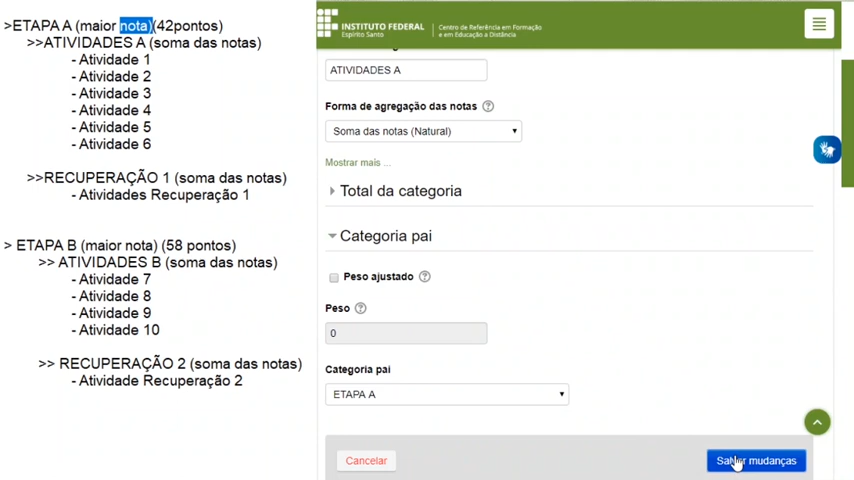 >ETAPA A (maior nota)(42pontos)
>>ATIVIDADES A (soma das notas)
- Atividade 1
- Atividade 2
- Atividade 3
- Atividade 4
- Atividade 5
- Atividade 6
>>RECUPERAÇÃO 1 (soma das notas)
- Atividades Recuperação 1
> ETAPA B (maior nota) (58 pontos)
>> ATIVIDADES B (soma das notas)
- Atividade 7
- Atividade 8
- Atividade 9
- Atividade 10
>> RECUPERAÇÃO 2 (soma das notas)
- Atividade Recuperação 2
INSTITUTO FEDERAL
Espírito Santo
Centro de Referência em Formação
e em Educação a Distância
ATIVIDADES A
Forma de agregação das notas
Soma das notas (Natural)
Mostrar mais ...
Total da categoria
Categoria pai
Peso ajustado
Peso
0
Categoria pai
ETAPA A
Cancelar
Salvar mudanças